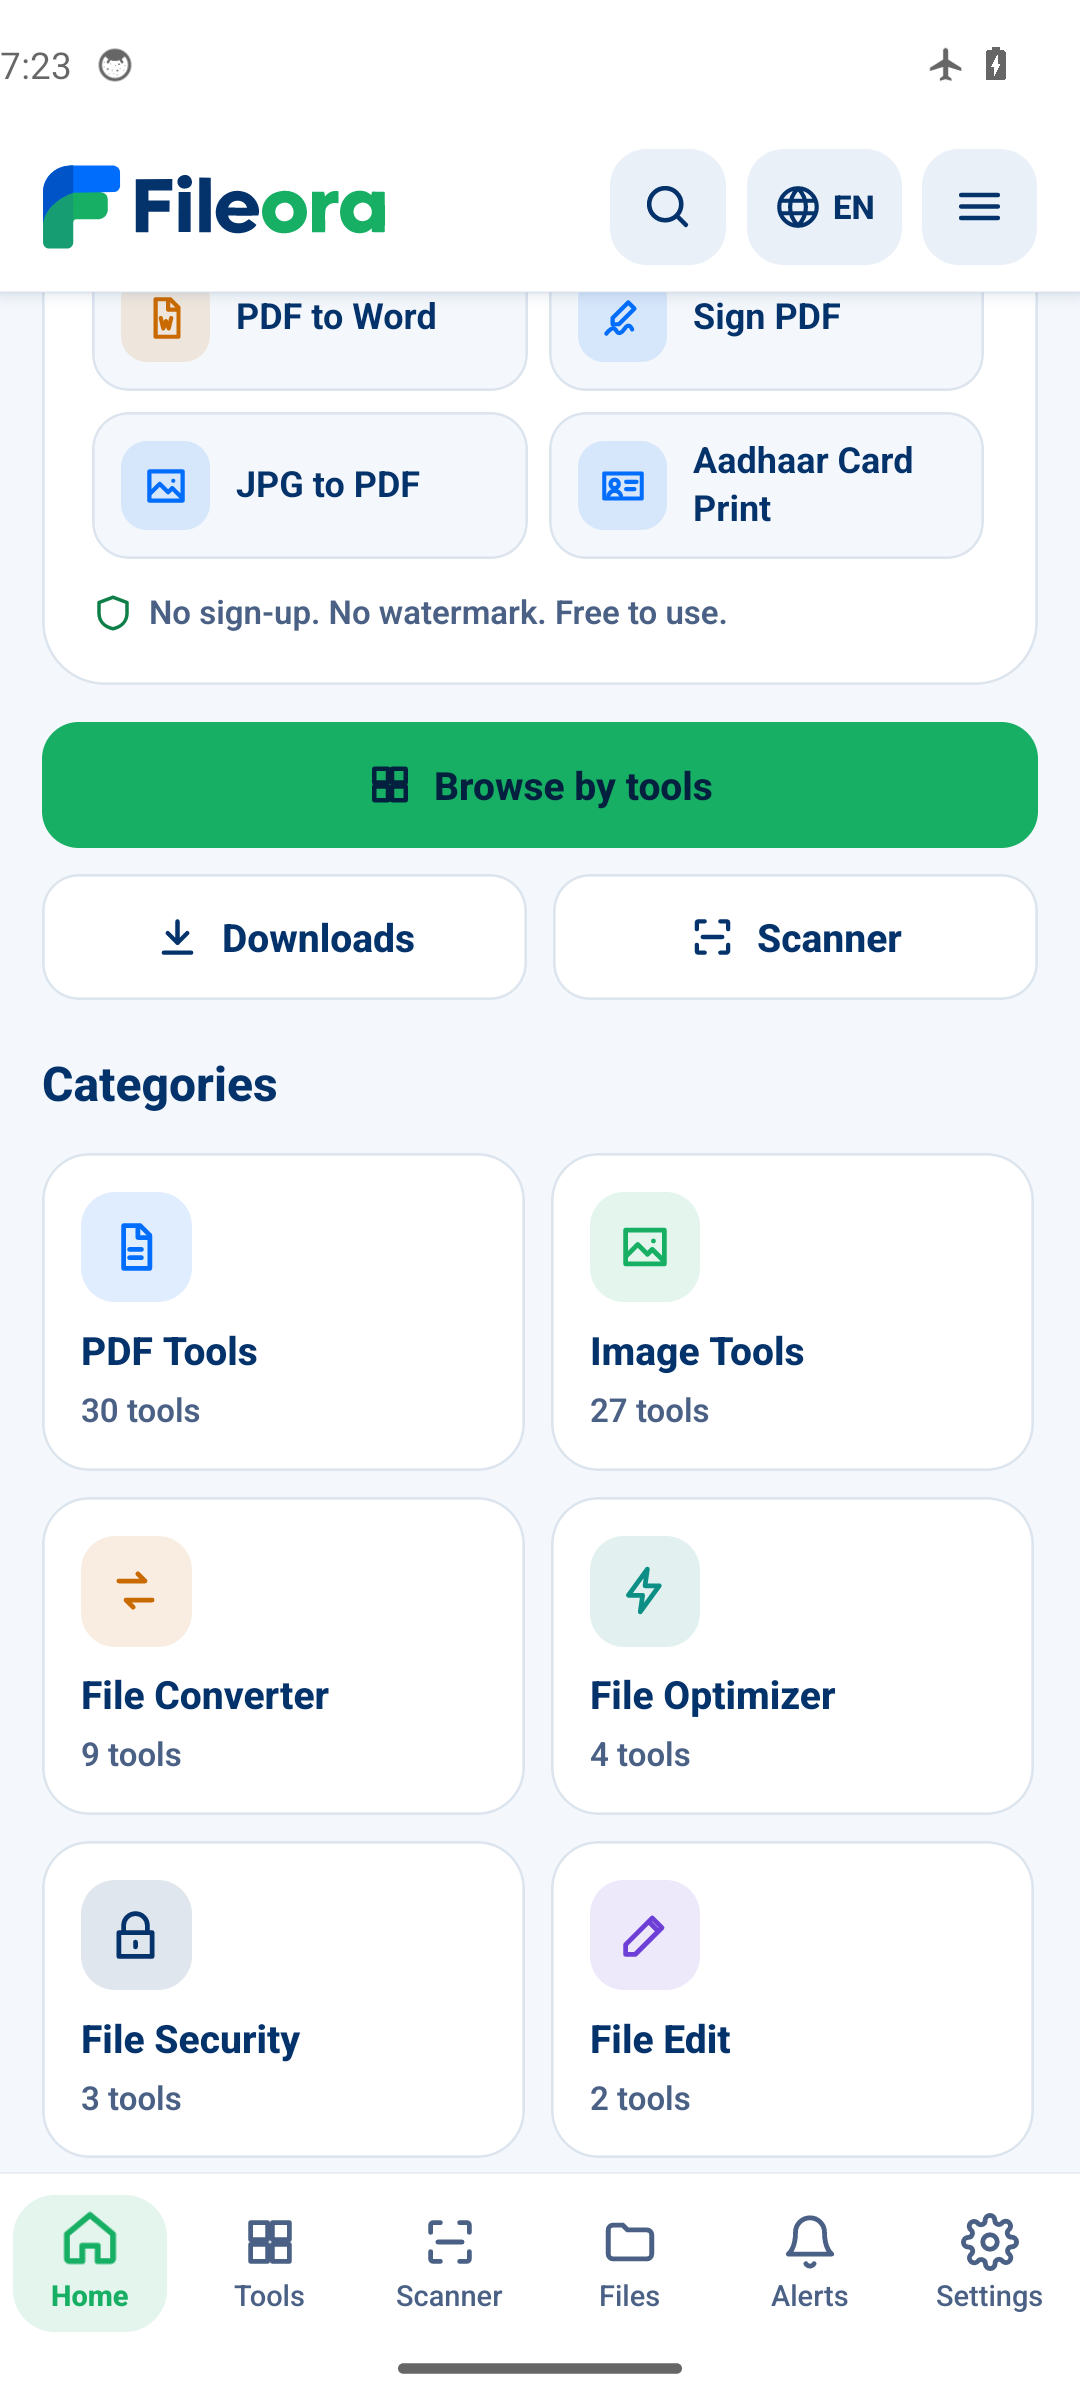 7:23
Fileora
EN
PDF to Word
Sign PDF
JPG to PDF
Aadhaar Card
Print
No sign-up. No watermark. Free to use.
Browse by tools
Downloads
Scanner
Categories
PDF Tools
30 tools
Image Tools
27 tools
File Converter
9 tools
File Optimizer
4 tools
File Security
3 tools
File Edit
2 tools
Home
Tools
Scanner
Files
Alerts
Settings